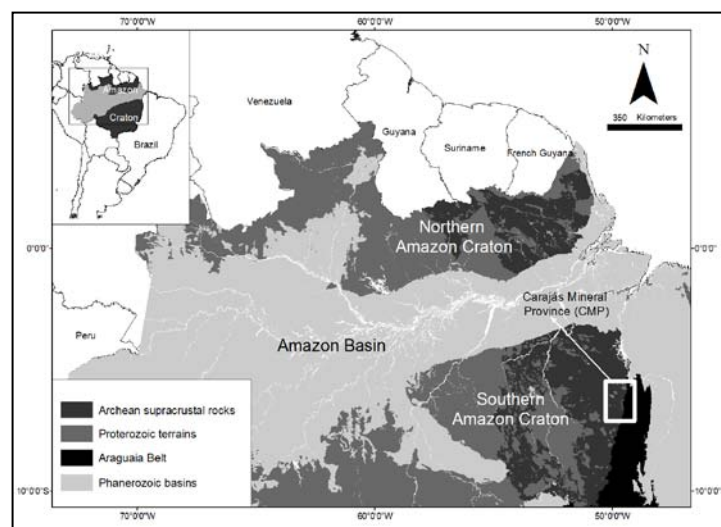 70°0'0"W
60°0'0"W
50°0'0"W
Amazon
Craton
Brazil
Venezuela
Guyana
Suriname
French Guyana
N
350 Kilometers
0°0'0"
Northern
Amazon Craton
0°0'0"
Carajás Mineral
Province (CMP)
Peru
Amazon Basin
Southern
Amazon Craton
Archean supracrustal rocks
Proterozoic terrains
Araguaia Belt
Phanerozoic basins
10°0'0"S
10°0'0"S
70°0'0"W
60°0'0"W
50°0'0"W